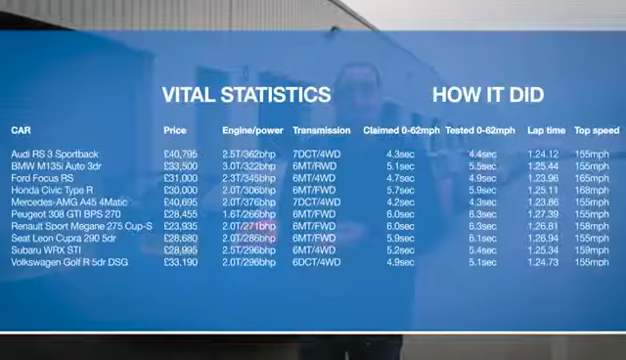 VITAL STATISTICS HOW IT DID
CAR Price Engine/power Transmission Claimed 0-62mph Tested 0-62mph Lap time Top speed
Audi RS 3 Sportback £40,795 2.5T/362bhp 7DCT/4WD 4.3sec 4.4sec 1.24.12 155mph
BMW M135i Auto 3dr £33,500 3.0T/322bhp 6MT/RWD 5.1sec 5.5sec 1.25.44 155mph
Ford Focus RS £31,000 2.3T/345bhp 6MT/4WD 4.7sec 4.9sec 1.23.96 165mph
Honda Civic Type R £30,000 2.0T/306bhp 6MT/FWD 5.7sec 5.9sec 1.25.11 168mph
Mercedes-AMG A45 4Matic £40,695 2.0T/376bhp 7DCT/4WD 4.2sec 4.3sec 1.23.86 155mph
Peugeot 308 GTI BPS 270 £28,455 1.6T/266bhp 6MT/FWD 6.0sec 6.3sec 1.27.39 155mph
Renault Sport Megane 275 Cup-S £23,935 2.0T/271bhp 6MT/FWD 6.0sec 6.3sec 1.26.81 158mph
Seat Leon Cupra 290 5dr £28,680 2.0T/286bhp 6MT/FWD 5.9sec 6.1sec 1.26.94 155mph
Subaru WRX STI £28,995 2.5T/296bhp 6MT/4WD 5.2sec 5.4sec 1.25.34 159mph
Volkswagen Golf R 5dr DSG £33.190 2.0T/296bhp 6DCT/4WD 4.9sec 5.1sec 1.24.73 155mph